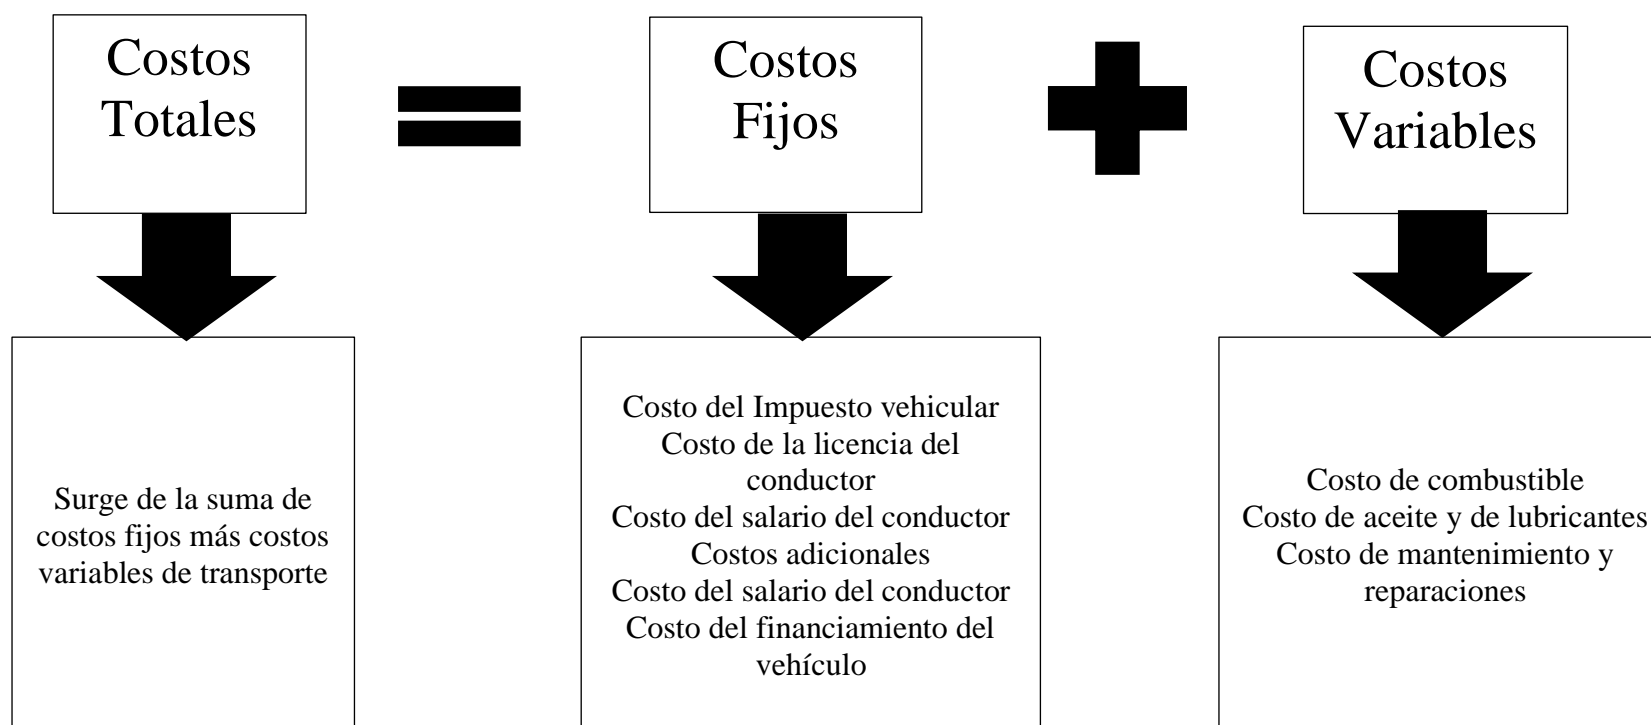 Costos
Totales
Costos
Fijos
Costos
Variables
Surge de la suma de
costos fijos más costos
variables de transporte
Costo del Impuesto vehicular
Costo de la licencia del
conductor
Costo del salario del conductor
Costos adicionales
Costo del salario del conductor
Costo del financiamiento del
vehículo
Costo de combustible
Costo de aceite y de lubricantes
Costo de mantenimiento y
reparaciones